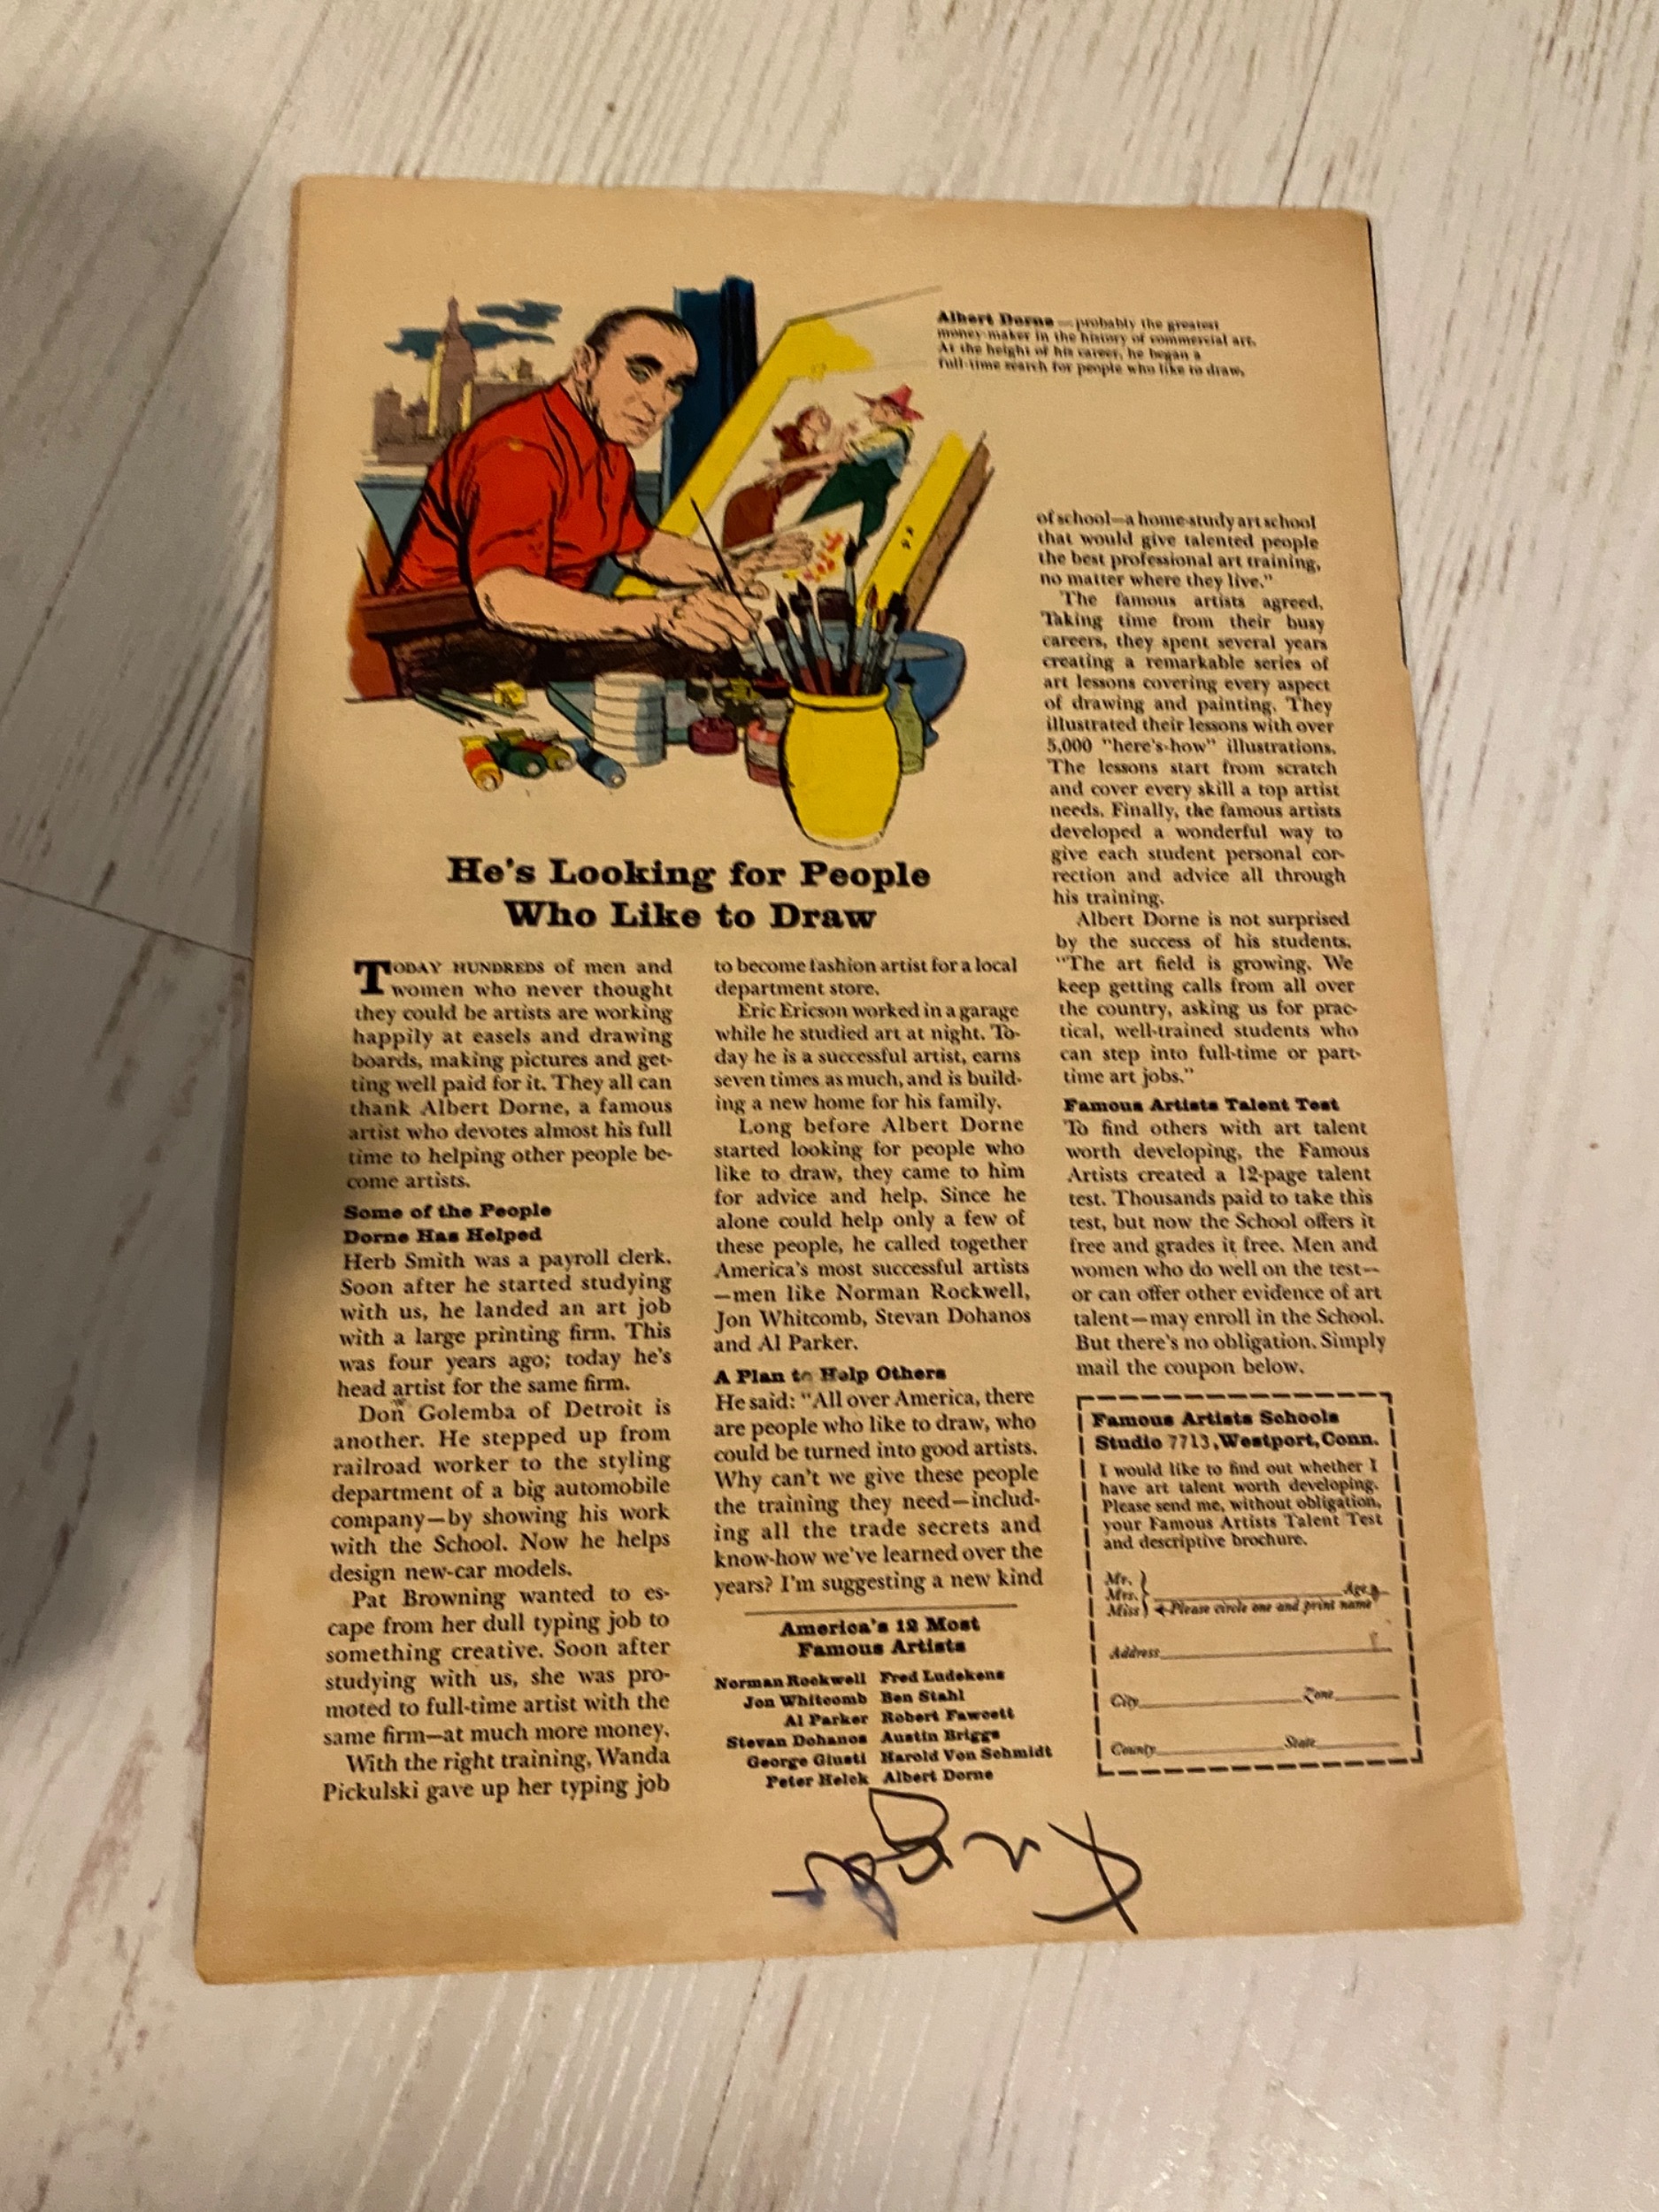 Albert Dorne — probably the greatest
money-maker in the history of commercial art.
At the height of his career, he began a
full-time search for people who like to draw.
He's Looking for People
Who Like to Draw
TODAY HUNDREDS of men and
women who never thought
they could be artists are working
happily at easels and drawing
boards, making pictures and get-
ting well paid for it. They all can
thank Albert Dorne, a famous
artist who devotes almost his full
time to helping other people be-
come artists.
Some of the People
Dorne Has Helped
Herb Smith was a payroll clerk.
Soon after he started studying
with us, he landed an art job
with a large printing firm. This
was four years ago; today he's
head artist for the same firm.
Don Golemba of Detroit is
another. He stepped up from
railroad worker to the styling
department of a big automobile
company—by showing his work
with the School. Now he helps
design new-car models.
Pat Browning wanted to es-
cape from her dull typing job to
something creative. Soon after
studying with us, she was pro-
moted to full-time artist with the
same firm—at much more money.
With the right training, Wanda
Pickulski gave up her typing job
to become fashion artist for a local
department store.
Eric Ericson worked in a garage
while he studied art at night. To-
day he is a successful artist, earns
seven times as much, and is build-
ing a new home for his family.
Long before Albert Dorne
started looking for people who
like to draw, they came to him
for advice and help. Since he
alone could help only a few of
these people, he called together
America's most successful artists
—men like Norman Rockwell,
Jon Whitcomb, Stevan Dohanos
and Al Parker.
A Plan to Help Others
He said: "All over America, there
are people who like to draw, who
could be turned into good artists.
Why can't we give these people
the training they need—includ-
ing all the trade secrets and
know-how we've learned over the
years? I'm suggesting a new kind
America's 12 Most
Famous Artists
Norman Rockwell Fred Ludekens
Jon Whitcomb Ben Stahl
Al Parker Robert Fawcett
Stevan Dohanos Austin Briggs
George Giusti Harold Von Schmidt
Peter Helck Albert Dorne
of school—a home-study art school
that would give talented people
the best professional art training,
no matter where they live."
The famous artists agreed.
Taking time from their busy
careers, they spent several years
creating a remarkable series of
art lessons covering every aspect
of drawing and painting. They
illustrated their lessons with over
5,000 "here's-how" illustrations.
The lessons start from scratch
and cover every skill a top artist
needs. Finally, the famous artists
developed a wonderful way to
give each student personal cor-
rection and advice all through
his training.
Albert Dorne is not surprised
by the success of his students.
"The art field is growing. We
keep getting calls from all over
the country, asking us for prac-
tical, well-trained students who
can step into full-time or part-
time art jobs."
Famous Artists Talent Test
To find others with art talent
worth developing, the Famous
Artists created a 12-page talent
test. Thousands paid to take this
test, but now the School offers it
free and grades it free. Men and
women who do well on the test—
or can offer other evidence of art
talent—may enroll in the School.
But there's no obligation. Simply
mail the coupon below.
Famous Artists Schools
Studio 7713, Westport, Conn.
I would like to find out whether I
have art talent worth developing.
Please send me, without obligation,
your Famous Artists Talent Test
and descriptive brochure.
Mr.
Mrs. Age
Miss Please circle one and print name
Address
City Zone
County State